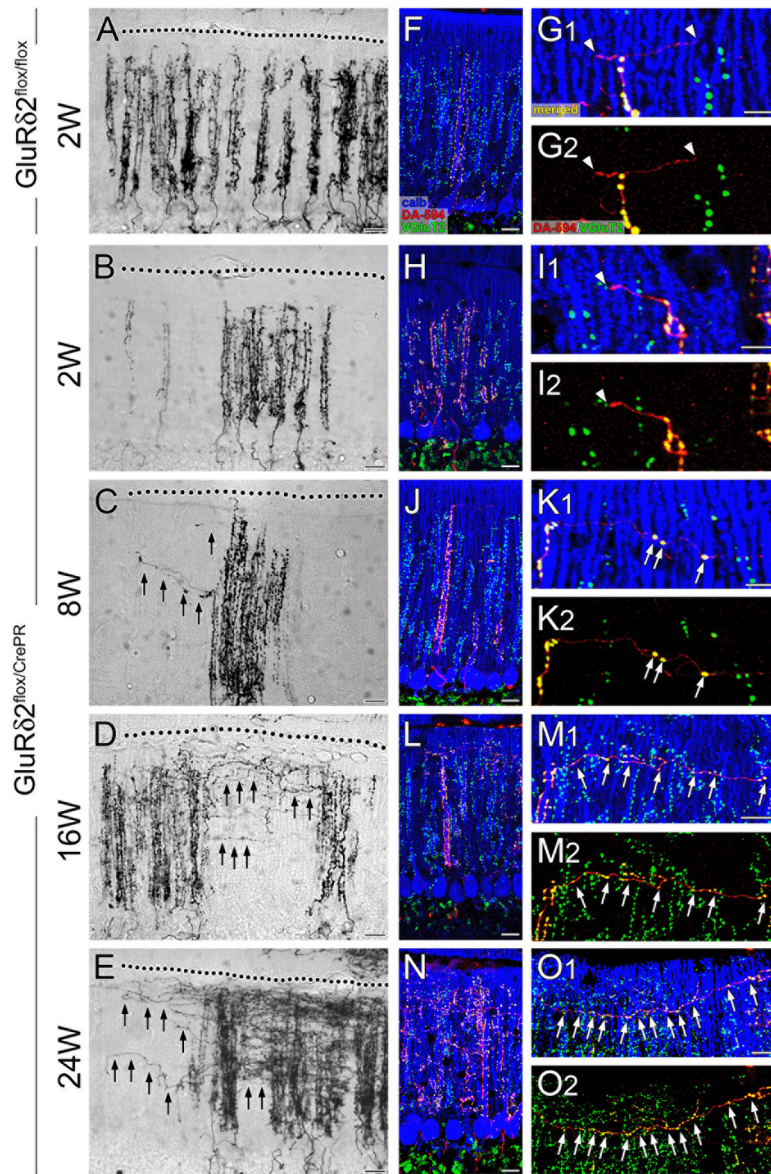 GluRδ2flox/flox
2W
A
F
calb
DA-594
VGluT2
G1
merged
G2
DA-594/VGluT2
GluRδ2flox/CrePR
2W
B
H
I1
I2
8W
C
J
K1
K2
16W
D
L
M1
M2
24W
E
N
O1
O2